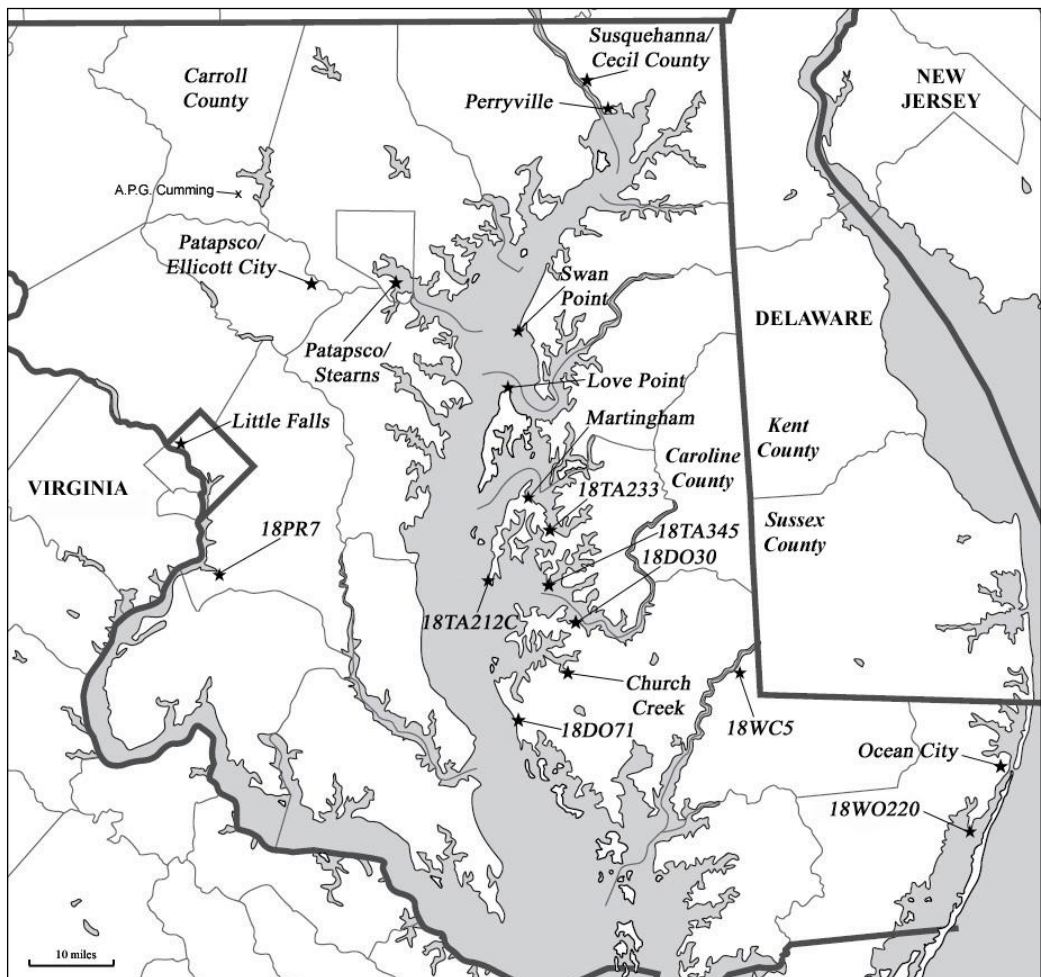 Susquehanna/
Cecil County
Carroll
County
NEW
JERSEY
Perryville
A.P.G. Cumming
x
Patapsco/
Ellicott City
Swan
Point
DELAWARE
Patapsco/
Stearns
Love Point
Martingham
Little Falls
Kent
County
Caroline
County
VIRGINIA
18TA233
Sussex
County
18TA345
18PR7
18DO30
18TA212C
Church
Creek
18DO71
18WC5
Ocean City
18WO220
10 miles